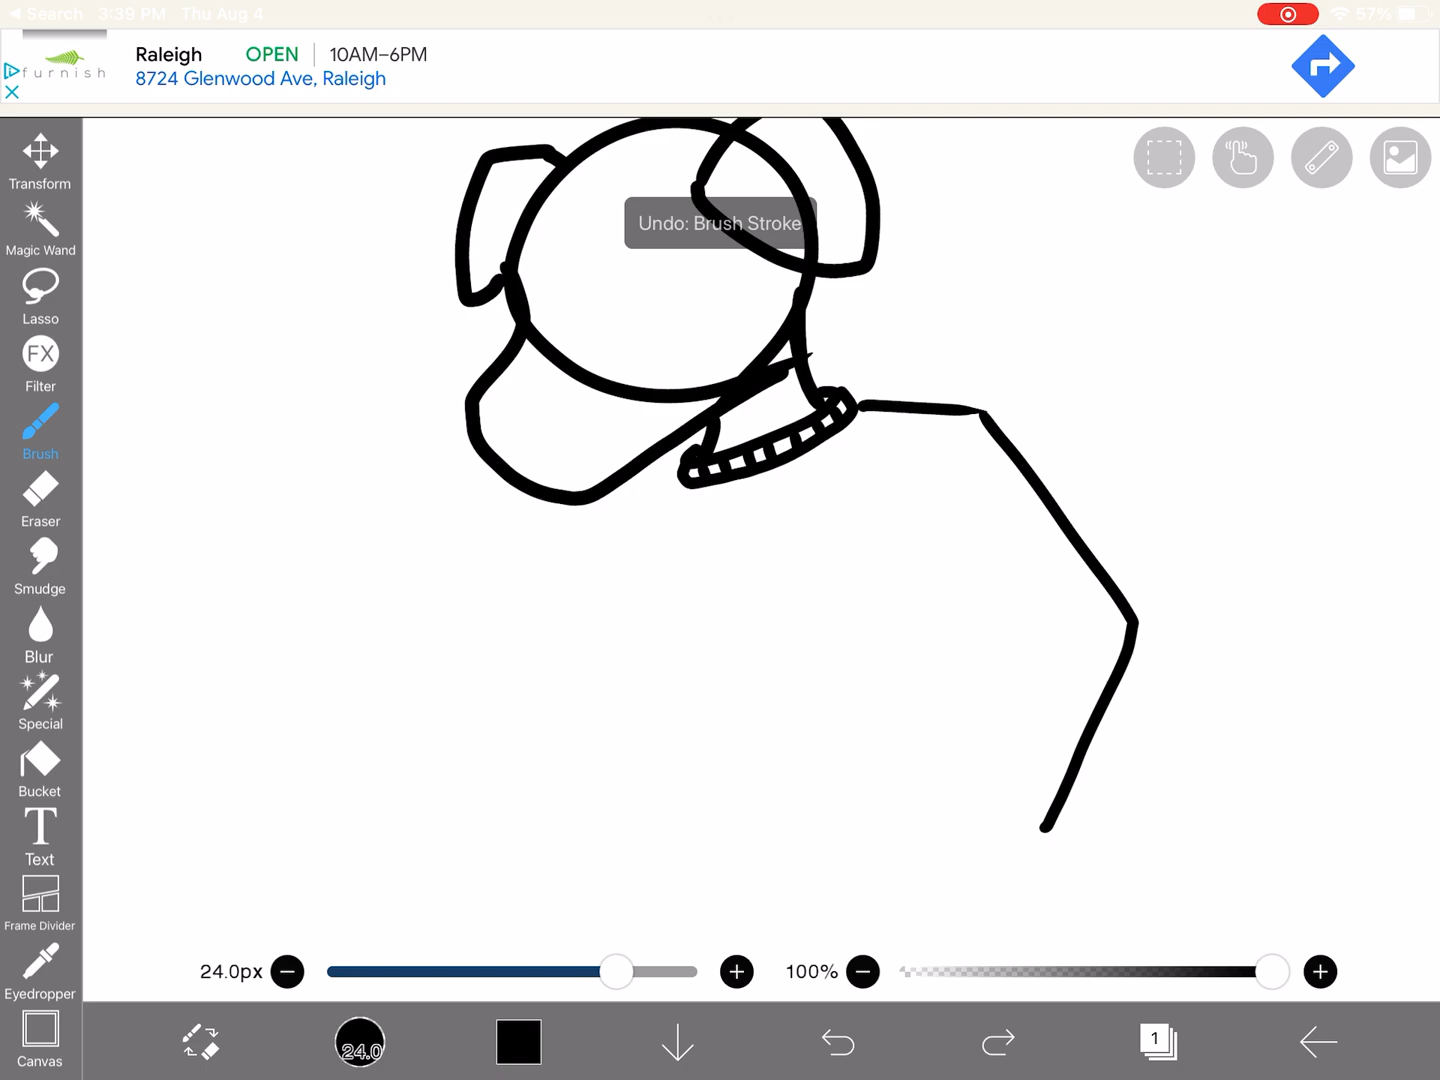 Search 3:39 PM Thu Aug 4 57%
furnish
Raleigh OPEN 10AM–6PM
8724 Glenwood Ave, Raleigh
Transform
Magic Wand
Lasso
FX
Filter
Brush
Eraser
Smudge
Blur
Special
Bucket
T
Text
Frame Divider
Eyedropper
Canvas
Undo: Brush Stroke
24.0px
100%
24.0
1